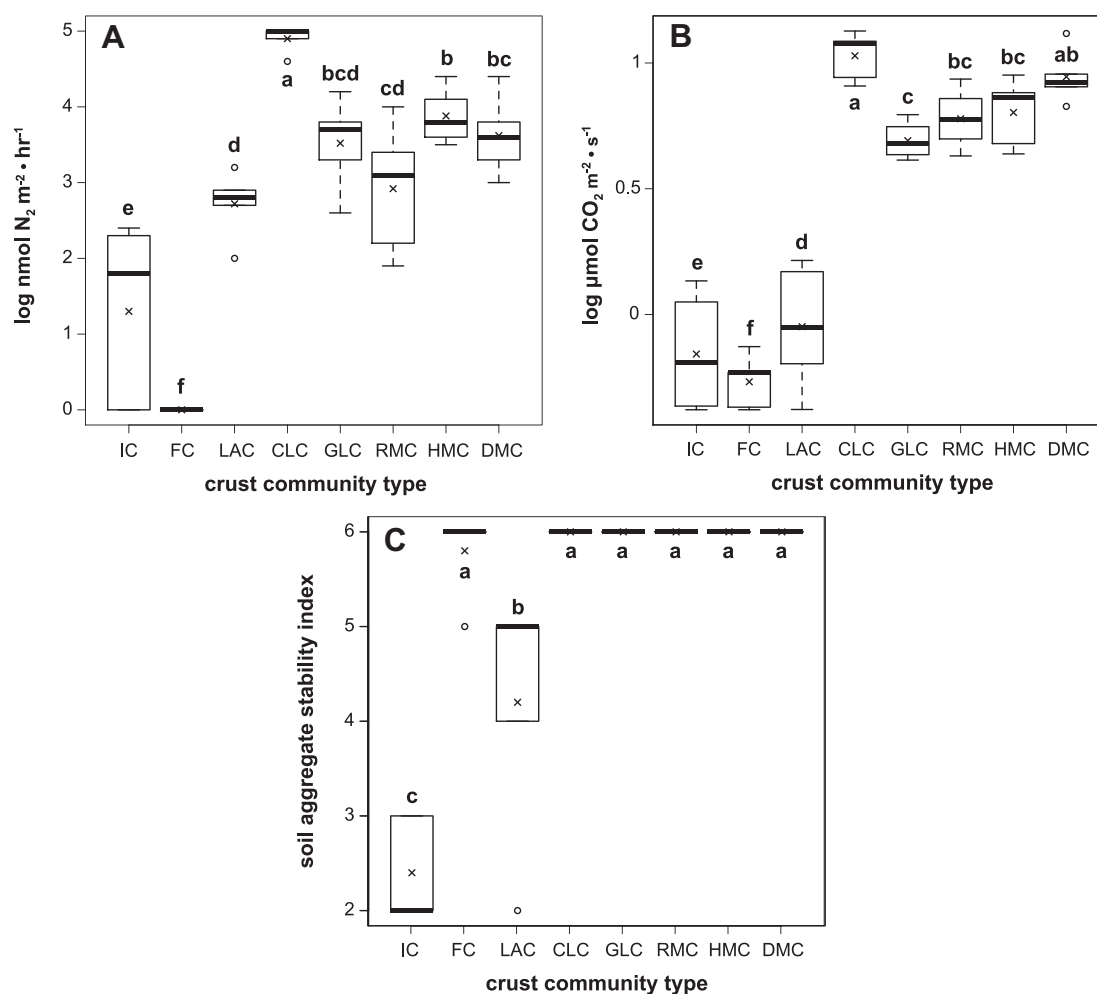 A
log nmol N₂ m⁻² • hr⁻¹
5
4
3
2
1
0
e
f
d
a
bcd
cd
b
bc
IC FC LAC CLC GLC RMC HMC DMC
crust community type
B
log μmol CO₂ m⁻² • s⁻¹
1
0.5
0
e
f
d
a
c
bc
bc
ab
IC FC LAC CLC GLC RMC HMC DMC
crust community type
C
soil aggregate stability index
6
5
4
3
2
c
a
b
a
a
a
a
a
IC FC LAC CLC GLC RMC HMC DMC
crust community type